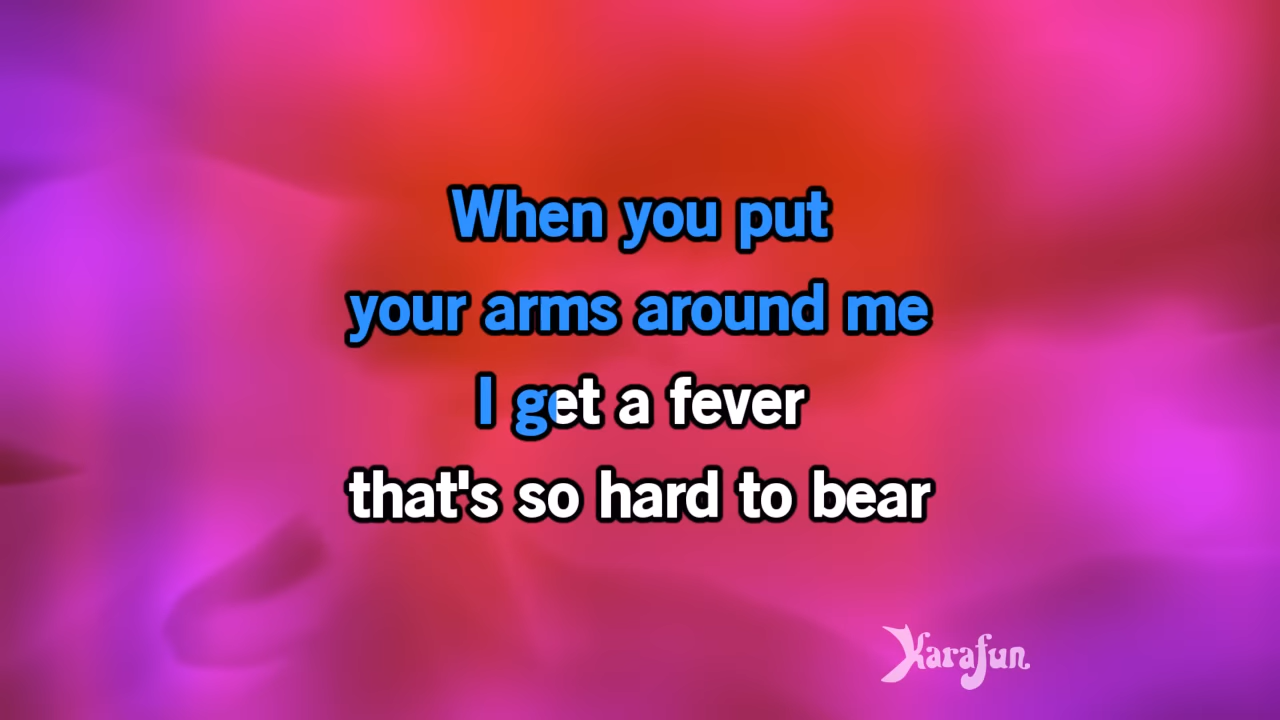 When you put
your arms around me
I get a fever
that's so hard to bear
Karafun